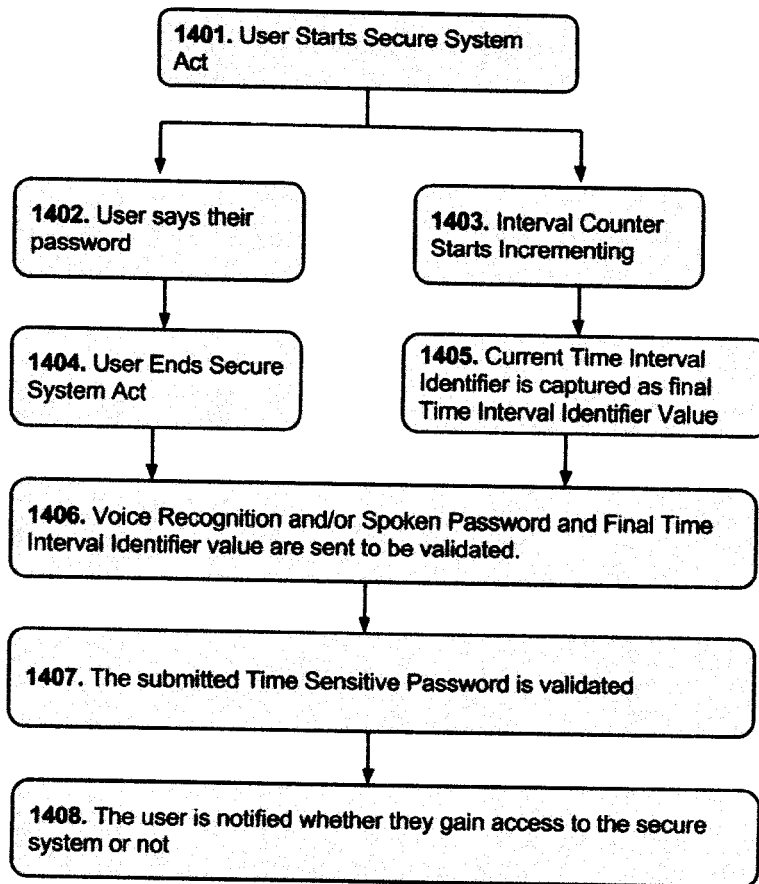 1401. User Starts Secure System
Act
1402. User says their
password
1403. Interval Counter
Starts Incrementing
1404. User Ends Secure
System Act
1405. Current Time Interval
Identifier is captured as final
Time Interval Identifier Value
1406. Voice Recognition and/or Spoken Password and Final Time
Interval Identifier value are sent to be validated.
1407. The submitted Time Sensitive Password is validated
1408. The user is notified whether they gain access to the secure
system or not